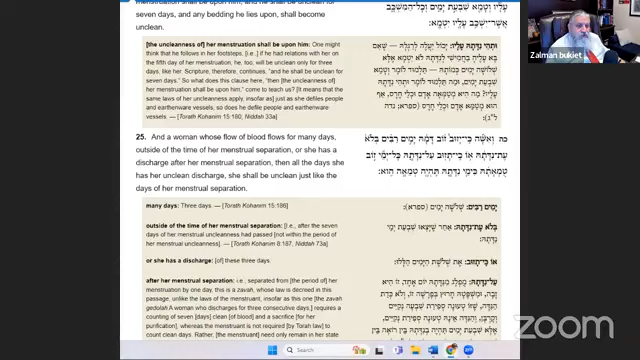 menstruation shall be upon him, and he shall be unclean for
seven days, and any bedding he lies upon, shall become
unclean.
[the uncleanness of] her menstruation shall be upon him: One might
think that he follows in her footsteps. [i.e.,] if he had relations with her on
the fifth day of her menstruation, he, too, will be unclean only for three
days, like her. Scripture, therefore, continues, "and he shall be unclean for
seven days." So what does this clause here, "then [the uncleanness of]
her menstruation shall be upon him," come to teach us? It means that the
same laws of her uncleanness apply, insofar as] just as she defiles people
and earthenware vessels, so does he defile people and earthenware
vessels. — [Torath Kohanim 15:180, Niddah 33a]
25. And a woman whose flow of blood flows for many days,
outside of the time of her menstrual separation, or she has a
discharge after her menstrual separation, then all the days she
has her unclean discharge, she shall be unclean just like the
days of her menstrual separation.
many days: Three days. — [Torath Kohanim 15:186]
outside of the time of her menstrual separation: [i.e.,] after the seven
days of her menstrual uncleanness had passed [not within the period of
her menstrual uncleanness]. — [Torath Kohanim 8:187, Niddah 73a]
or she has a discharge: [of] these three days.
after her menstrual separation: i.e., separated from [the period of] her
menstruation by one day; this is a zavah, whose law is decreed in this
passage, unlike the laws of the menstruant, insofar as this one [the zavah
gedolah A woman who discharges for three consecutive days,] requires a
counting of seven [days] clean [of blood] and a sacrifice [for her
purification], whereas the menstruant is not required [by Torah law] to
count clean days. Rather, [the menstruant] need only remain in her state
עָלָיו וְטָמֵא שִׁבְעַת יָמִים וְכָל־הַמִּשְׁכָּב
אֲשֶׁר־יִשְׁכַּב עָלָיו יִטְמָא:
כה וְאִשָּׁה כִּי־יָזוּב זוֹב דָּמָהּ יָמִים רַבִּים בְּלֹא
עֶת־נִדָּתָהּ אוֹ כִי־תָזוּב עַל־נִדָּתָהּ כָּל־יְמֵי זוֹב
טֻמְאָתָהּ כִּימֵי נִדָּתָהּ תִּהְיֶה טְמֵאָה הִוא:
יָמִים רַבִּים: שְׁלֹשָׁה יָמִים (ספרא):
בְּלֹא עֶת־נִדָּתָהּ: אַחַר שֶׁיָּצְאוּ שִׁבְעַת יְמֵי
נִדָּתָהּ:
אוֹ כִי־תָזוּב: אֶת שְׁלֹשֶׁת הַיָּמִים הַלָּלוּ:
Zalman bukiet
Search
zoom